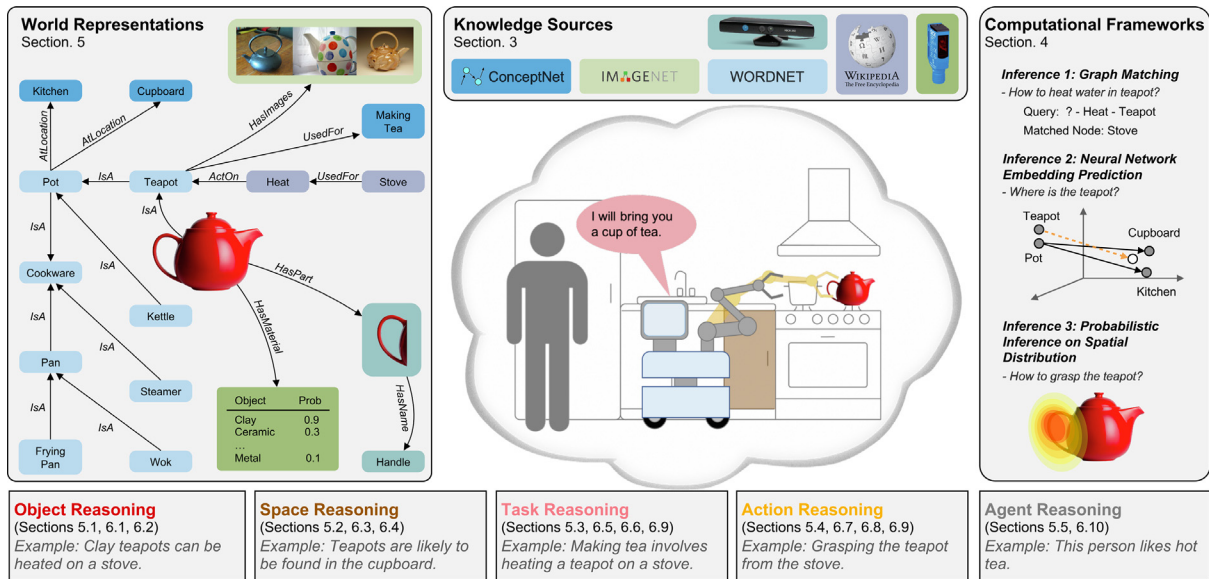 World Representations
Section. 5
Kitchen
Cupboard
HasImages
Making
Tea
AtLocation
AtLocation
UsedFor
Pot
IsA
Teapot
ActOn
Heat
UsedFor
Stove
IsA
IsA
IsA
HasPart
Cookware
HasMaterial
Kettle
IsA
IsA
Pan
Steamer
HasName
IsA
IsA
Object Prob
Clay 0.9
Ceramic 0.3
...
Metal 0.1
Frying
Pan
Wok
Handle
Knowledge Sources
Section. 3
ConceptNet
IMAGENET
WORDNET
WIKIPEDIA
The Free Encyclopedia
I will bring you
a cup of tea.
Computational Frameworks
Section. 4
Inference 1: Graph Matching
- How to heat water in teapot?
Query: ? - Heat - Teapot
Matched Node: Stove
Inference 2: Neural Network
Embedding Prediction
- Where is the teapot?
Teapot
Cupboard
Pot
Kitchen
Inference 3: Probabilistic
Inference on Spatial
Distribution
- How to grasp the teapot?
Object Reasoning
(Sections 5.1, 6.1, 6.2)
Example: Clay teapots can be
heated on a stove.
Space Reasoning
(Sections 5.2, 6.3, 6.4)
Example: Teapots are likely to
be found in the cupboard.
Task Reasoning
(Sections 5.3, 6.5, 6.6, 6.9)
Example: Making tea involves
heating a teapot on a stove.
Action Reasoning
(Sections 5.4, 6.7, 6.8, 6.9)
Example: Grasping the teapot
from the stove.
Agent Reasoning
(Sections 5.5, 6.10)
Example: This person likes hot
tea.